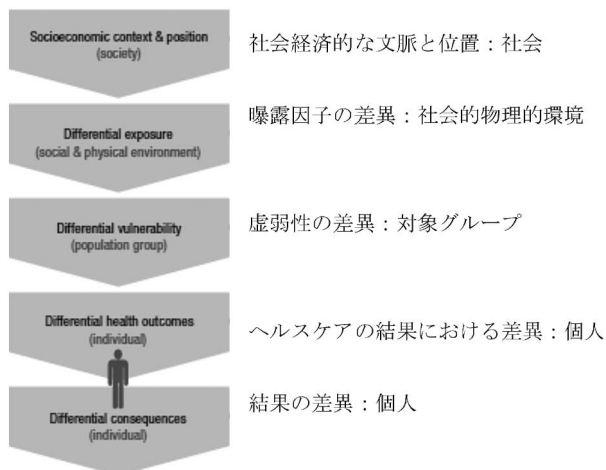 Socioeconomic context & position
(society)
社会経済的な文脈と位置：社会
Differential exposure
(social & physical environment)
曝露因子の差異：社会的物理的環境
Differential vulnerability
(population group)
虚弱性の差異：対象グループ
Differential health outcomes
(individual)
ヘルスケアの結果における差異：個人
Differential consequences
(individual)
結果の差異：個人